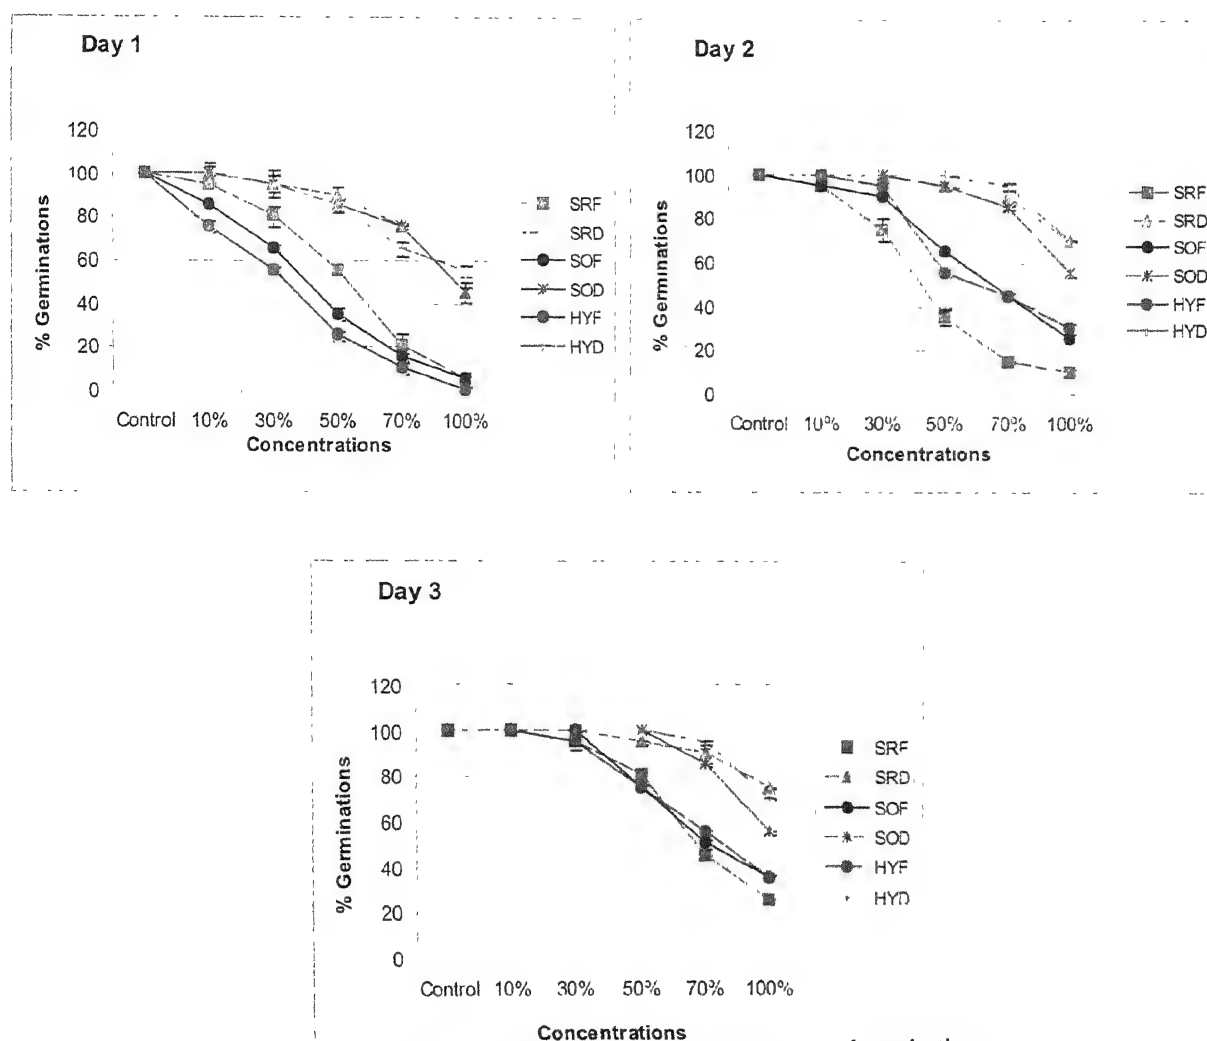 Day 1
120
100
80
60
40
20
0
% Germinations
Control 10% 30% 50% 70% 100%
Concentrations
SRF
SRD
SOF
SOD
HYF
HYD
Day 2
120
100
80
60
40
20
0
% Germinations
Control 10% 30% 50% 70% 100%
Concentrations
SRF
SRD
SOF
SOD
HYF
HYD
Day 3
120
100
80
60
40
20
0
% Germinations
Control 10% 30% 50% 70% 100%
Concentrations
SRF
SRD
SOF
SOD
HYF
HYD